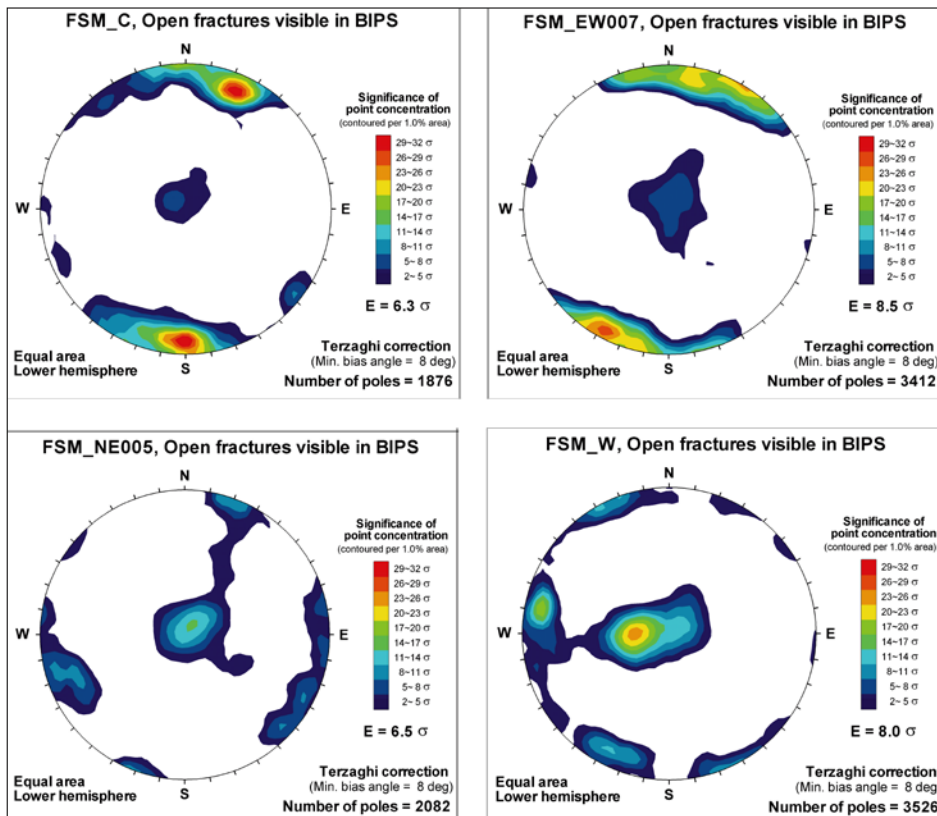 FSM_C, Open fractures visible in BIPS
N
Significance of
point concentration
(contoured per 1.0% area)
29~32 σ
26~29 σ
23~26 σ
20~23 σ
17~20 σ
14~17 σ
11~14 σ
8~11 σ
5~ 8 σ
2~ 5 σ
W
E
E = 6.3 σ
Equal area
Lower hemisphere
S
Terzaghi correction
(Min. bias angle = 8 deg)
Number of poles = 1876
FSM_EW007, Open fractures visible in BIPS
N
Significance of
point concentration
(contoured per 1.0% area)
29~32 σ
26~29 σ
23~26 σ
20~23 σ
17~20 σ
14~17 σ
11~14 σ
8~11 σ
5~ 8 σ
2~ 5 σ
W
E
E = 8.5 σ
Equal area
Lower hemisphere
S
Terzaghi correction
(Min. bias angle = 8 deg)
Number of poles = 3412
FSM_NE005, Open fractures visible in BIPS
N
Significance of
point concentration
(contoured per 1.0% area)
29~32 σ
26~29 σ
23~26 σ
20~23 σ
17~20 σ
14~17 σ
11~14 σ
8~11 σ
5~ 8 σ
2~ 5 σ
W
E
E = 6.5 σ
Equal area
Lower hemisphere
S
Terzaghi correction
(Min. bias angle = 8 deg)
Number of poles = 2082
FSM_W, Open fractures visible in BIPS
N
Significance of
point concentration
(contoured per 1.0% area)
29~32 σ
26~29 σ
23~26 σ
20~23 σ
17~20 σ
14~17 σ
11~14 σ
8~11 σ
5~ 8 σ
2~ 5 σ
W
E
E = 8.0 σ
Equal area
Lower hemisphere
S
Terzaghi correction
(Min. bias angle = 8 deg)
Number of poles = 3526